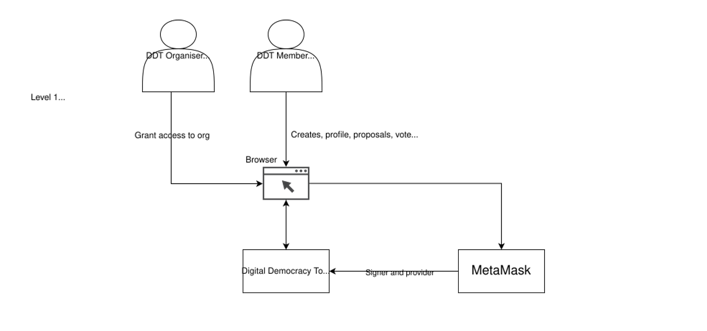 DDT Organiser...
DDT Member...
Level 1...
Grant access to org
Creates, profile, proposals, vote...
Browser
Digital Democracy To...
Signer and provider
MetaMask